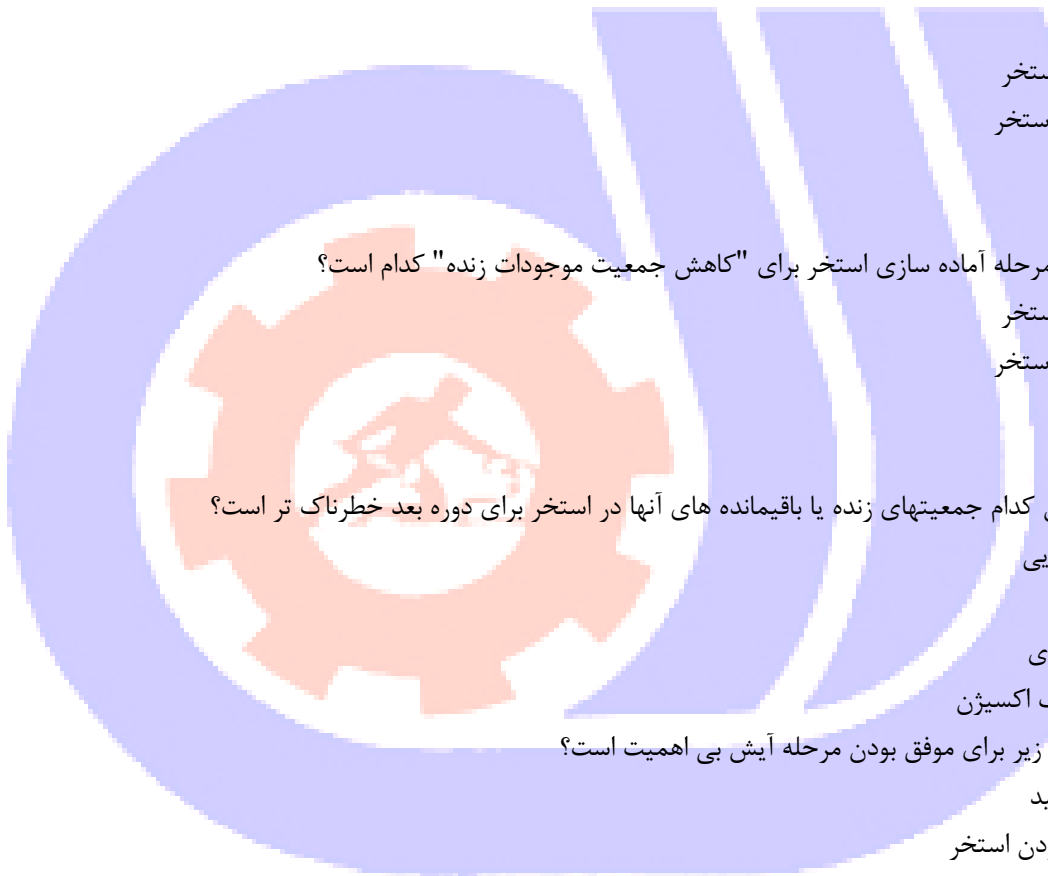 ستخر
ستخر
مرحله آماده سازی استخر برای "کاهش جمعیت موجودات زنده" کدام است؟
ستخر
ستخر
کدام جمعیتهای زنده یا باقیمانده های آنها در استخر برای دوره بعد خطرناک تر است؟
یی
ی
اکسیژن
زیر برای موفق بودن مرحله آیش بی اهمیت است؟
ید
دن استخر